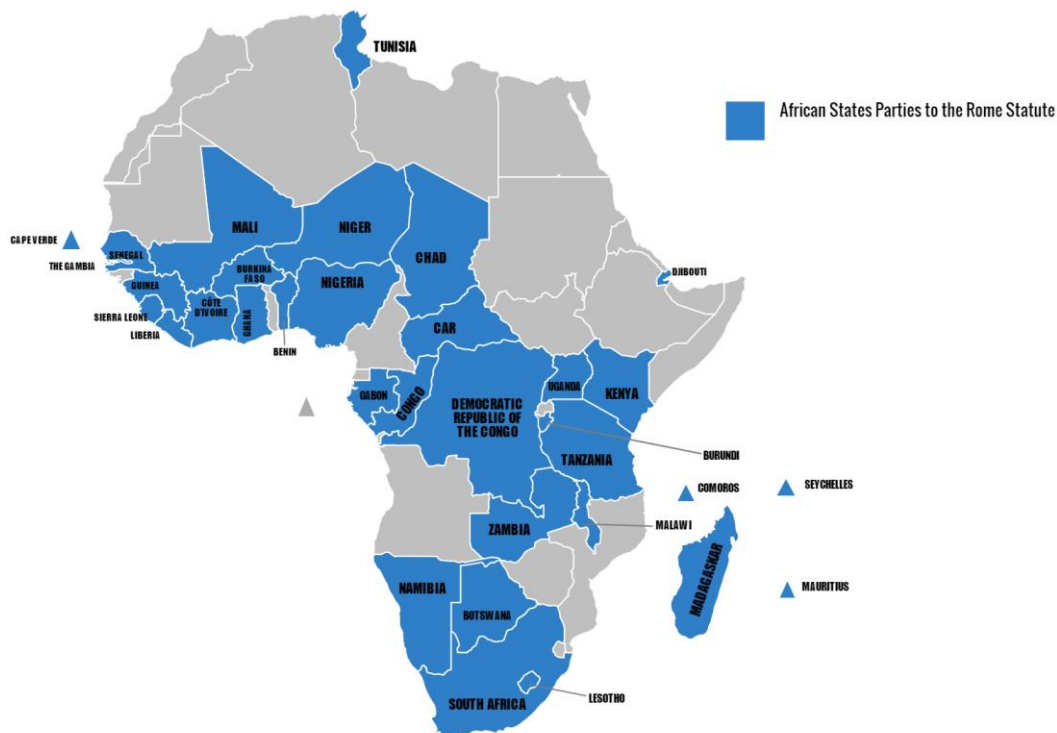 TUNISIA
African States Parties to the Rome Statute
MALI
NIGER
CHAD
CAPE VERDE
SENEGAL
THE GAMBIA
BURKINA
FASO
NIGERIA
DJIBOUTI
GUINEA
CÔTE
D'IVOIRE
GHANA
SIERRA LEONE
LIBERIA
BENIN
CAR
UGANDA
KENYA
GABON
CONGO
DEMOCRATIC
REPUBLIC OF
THE CONGO
BURUNDI
TANZANIA
COMOROS
SEYCHELLES
ZAMBIA
MALAWI
MADAGASKAR
MAURITIUS
NAMIBIA
BOTSWANA
LESOTHO
SOUTH AFRICA